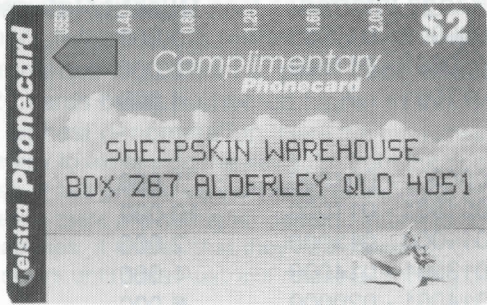 USED 0.40 0.80 1.20 1.60 2.00 $2
Complimentary
Phonecard
Telstra Phonecard
SHEEPSKIN WAREHOUSE
BOX 267 ALDERLEY QLD 4051